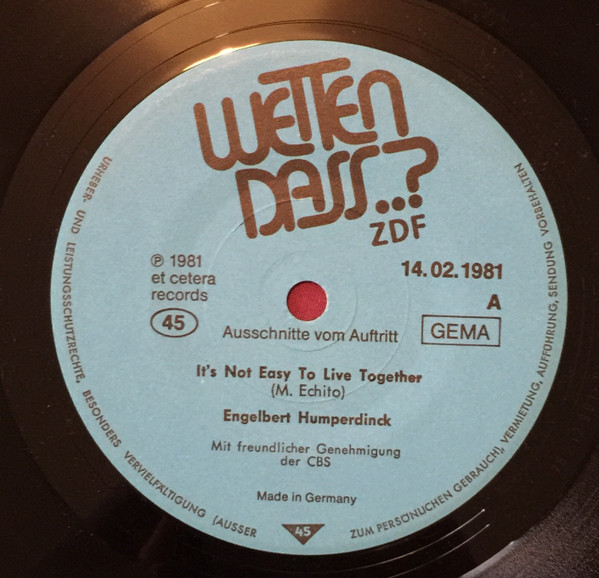 WETTEN
DASS..?
ZDF
℗ 1981
et cetera
records
45
14.02.1981
A
GEMA
Ausschnitte vom Auftritt
It's Not Easy To Live Together
(M. Echito)
Engelbert Humperdinck
Mit freundlicher Genehmigung
der CBS
Made in Germany
45
URHEBER- UND LEISTUNGSSCHUTZRECHTE, BESONDERS VERVIELFÄLTIGUNG (AUSSER ZUM PERSÖNLICHEN GEBRAUCH), VERMIETUNG, AUFFÜHRUNG, SENDUNG VORBEHALTEN